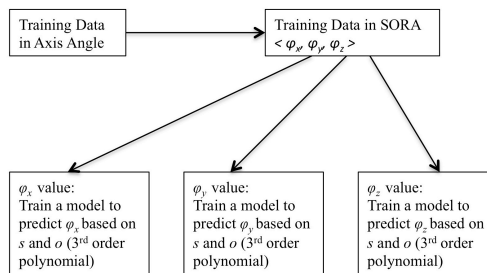 Training Data
in Axis Angle
Training Data in SORA
< φx, φy, φz >
φx value:
Train a model to
predict φx based on
s and o (3rd order
polynomial)
φy value:
Train a model to
predict φy based on
s and o (3rd order
polynomial)
φz value:
Train a model to
predict φz based on
s and o (3rd order
polynomial)